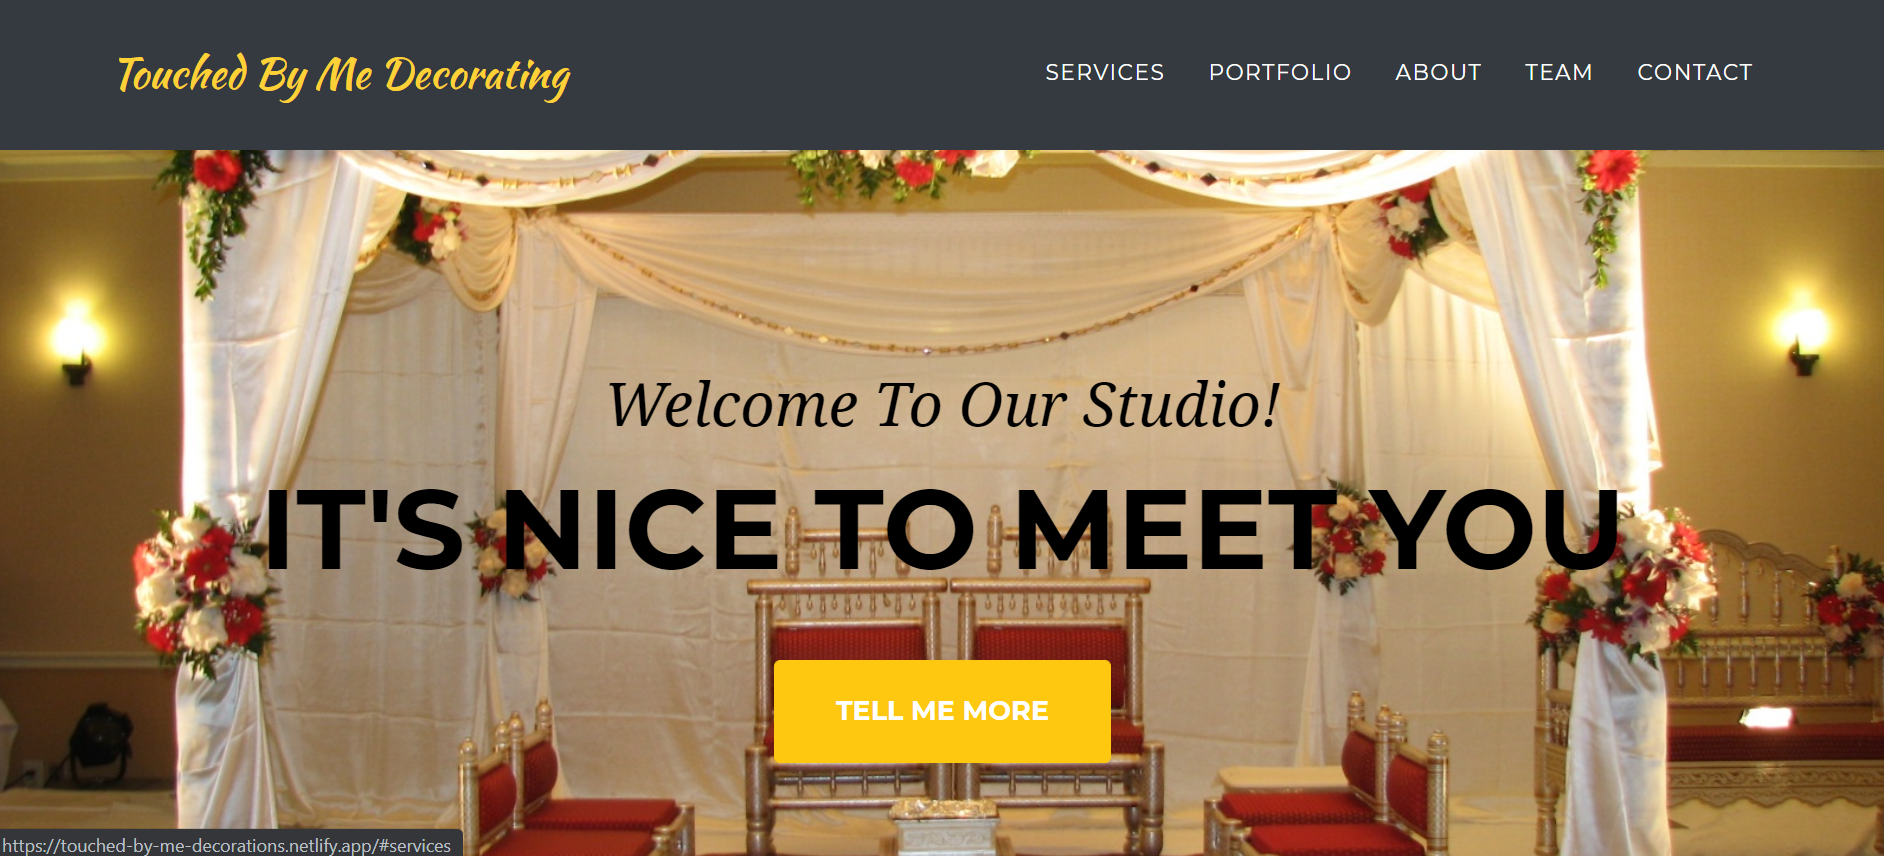 Touched By Me Decorating
SERVICES PORTFOLIO ABOUT TEAM CONTACT
Welcome To Our Studio!
IT'S NICE TO MEET YOU
TELL ME MORE
https://touched-by-me-decorations.netlify.app/#services